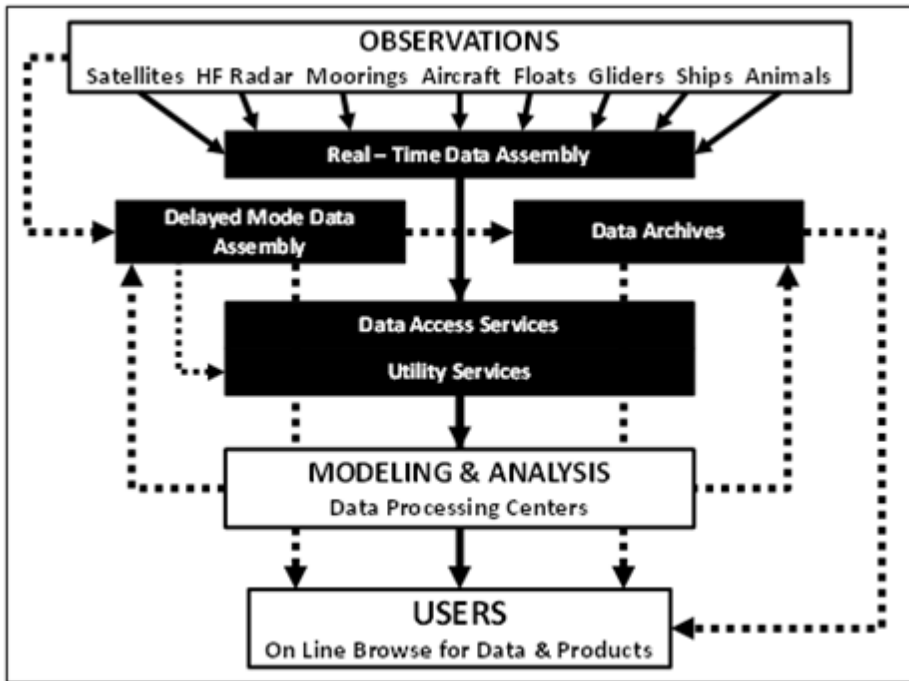 OBSERVATIONS
Satellites HF Radar Moorings Aircraft Floats Gliders Ships Animals
Real – Time Data Assembly
Delayed Mode Data
Assembly
Data Archives
Data Access Services
Utility Services
MODELING & ANALYSIS
Data Processing Centers
USERS
On Line Browse for Data & Products